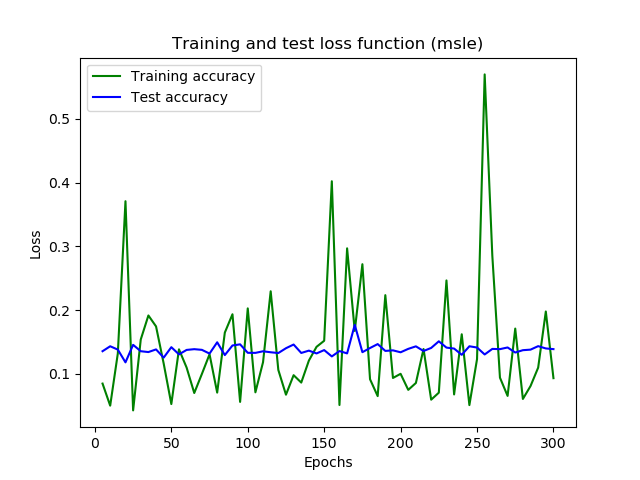 Training and test loss function (msle)
Training accuracy
Test accuracy
0.5
0.4
0.3
0.2
0.1
Loss
0 50 100 150 200 250 300
Epochs